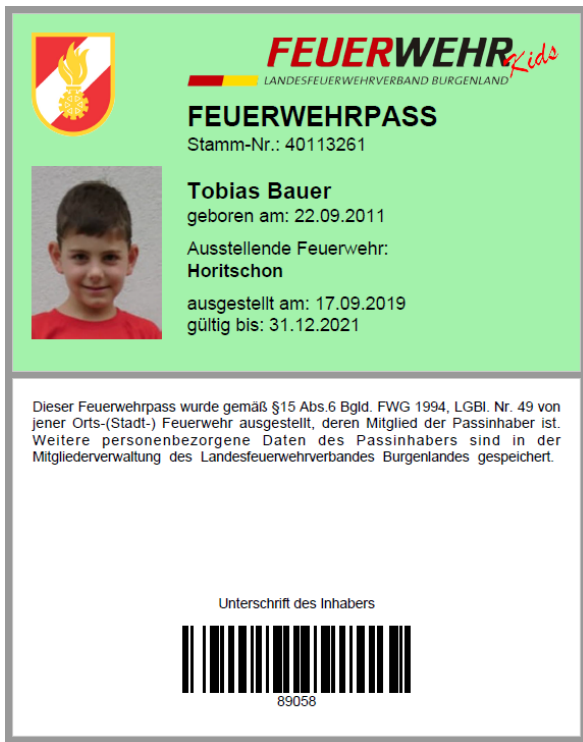 FEUERWEHR Kids
LANDESFEUERWEHRVERBAND BURGENLAND
FEUERWEHRPASS
Stamm-Nr.: 40113261
Tobias Bauer
geboren am: 22.09.2011
Ausstellende Feuerwehr:
Horitschon
ausgestellt am: 17.09.2019
gültig bis: 31.12.2021
Dieser Feuerwehrpass wurde gemäß §15 Abs.6 Bgld. FWG 1994, LGBl. Nr. 49 von
jener Orts-(Stadt-) Feuerwehr ausgestellt, deren Mitglied der Passinhaber ist.
Weitere personenbezorgene Daten des Passinhabers sind in der
Mitgliederverwaltung des Landesfeuerwehrverbandes Burgenlandes gespeichert.
Unterschrift des Inhabers
89058